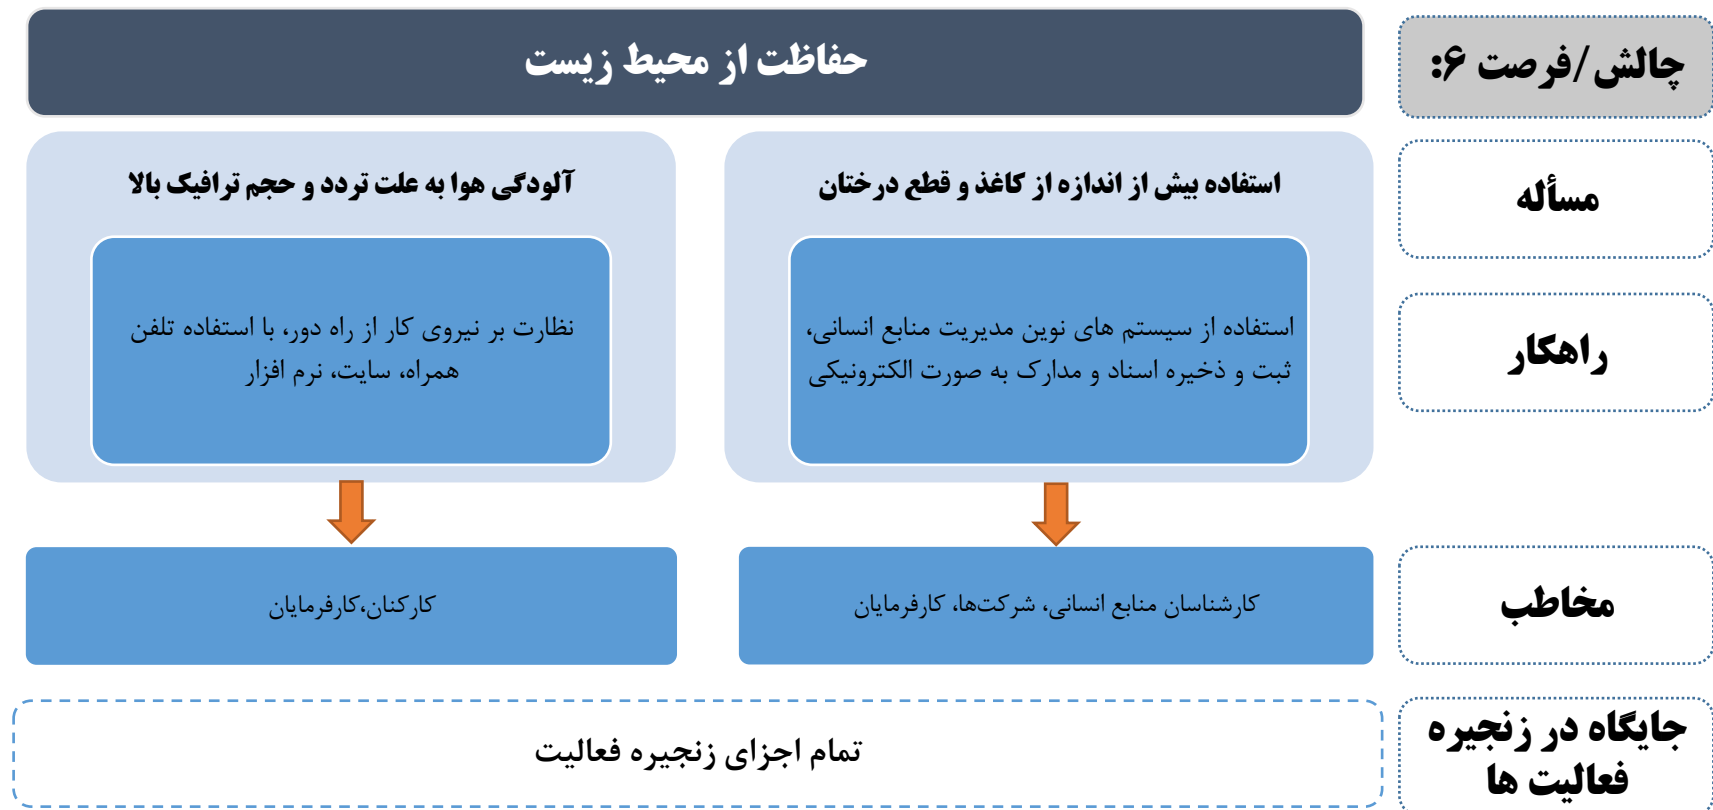 چالش/فرصت ۶:
حفاظت از محیط زیست
مسأله
استفاده بیش از اندازه از کاغذ و قطع درختان
آلودگی هوا به علت تردد و حجم ترافیک بالا
راهکار
استفاده از سیستم های نوین مدیریت منابع انسانی،
ثبت و ذخیره اسناد و مدارک به صورت الکترونیکی
نظارت بر نیروی کار از راه دور، با استفاده تلفن
همراه، سایت، نرم افزار
مخاطب
کارشناسان منابع انسانی، شرکت‌ها، کارفرمایان
کارکنان،کارفرمایان
جایگاه در زنجیره
فعالیت ها
تمام اجزای زنجیره فعالیت